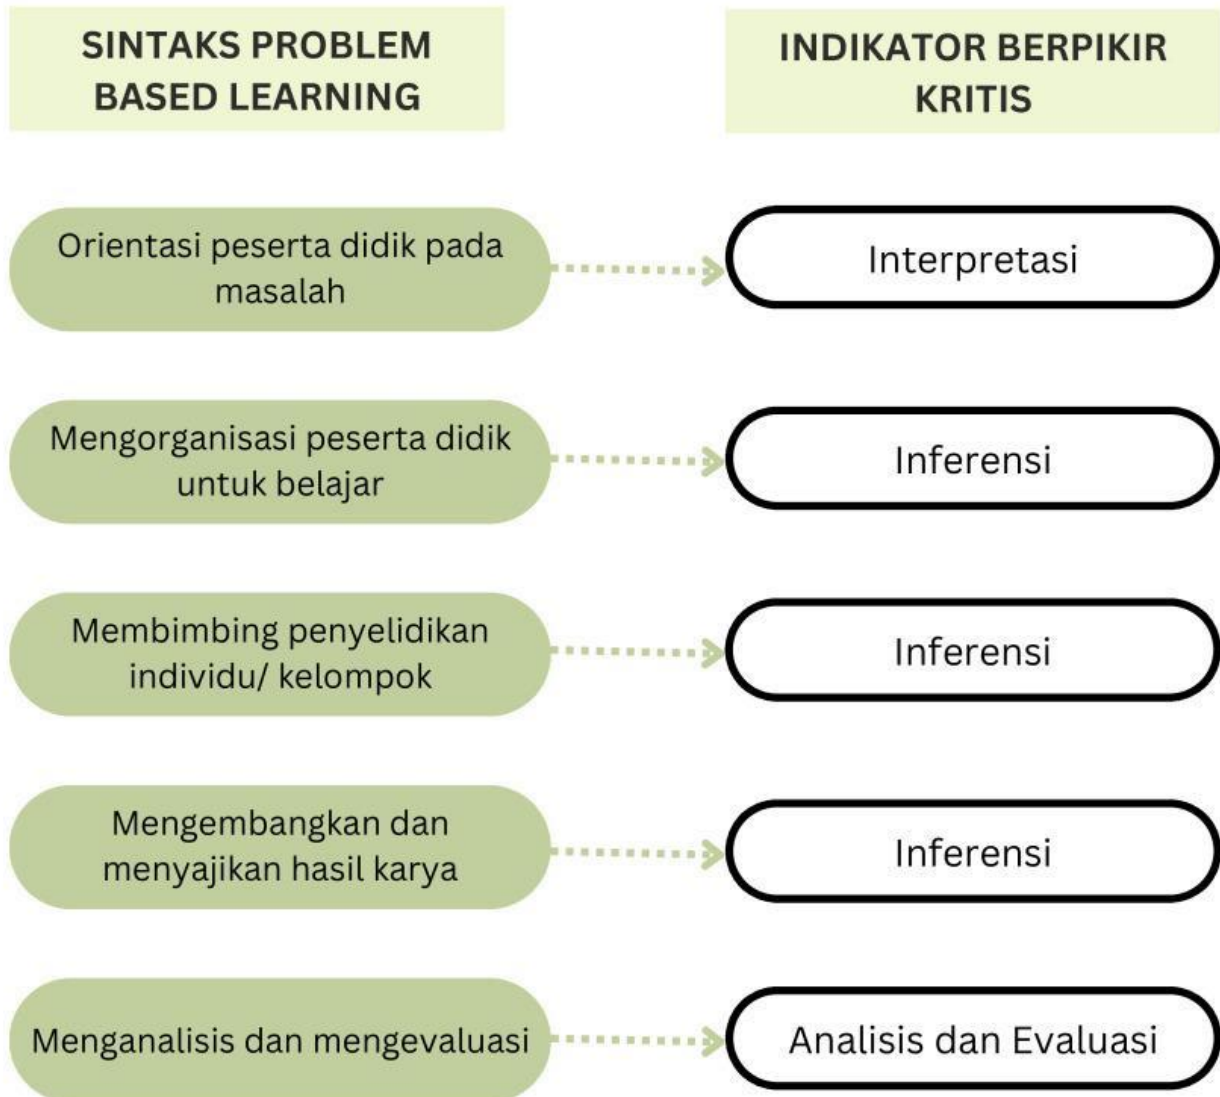 SINTAKS PROBLEM
BASED LEARNING
INDIKATOR BERPIKIR
KRITIS
Orientasi peserta didik pada
masalah
Interpretasi
Mengorganisasi peserta didik
untuk belajar
Inferensi
Membimbing penyelidikan
individu/ kelompok
Inferensi
Mengembangkan dan
menyajikan hasil karya
Inferensi
Menganalisis dan mengevaluasi
Analisis dan Evaluasi